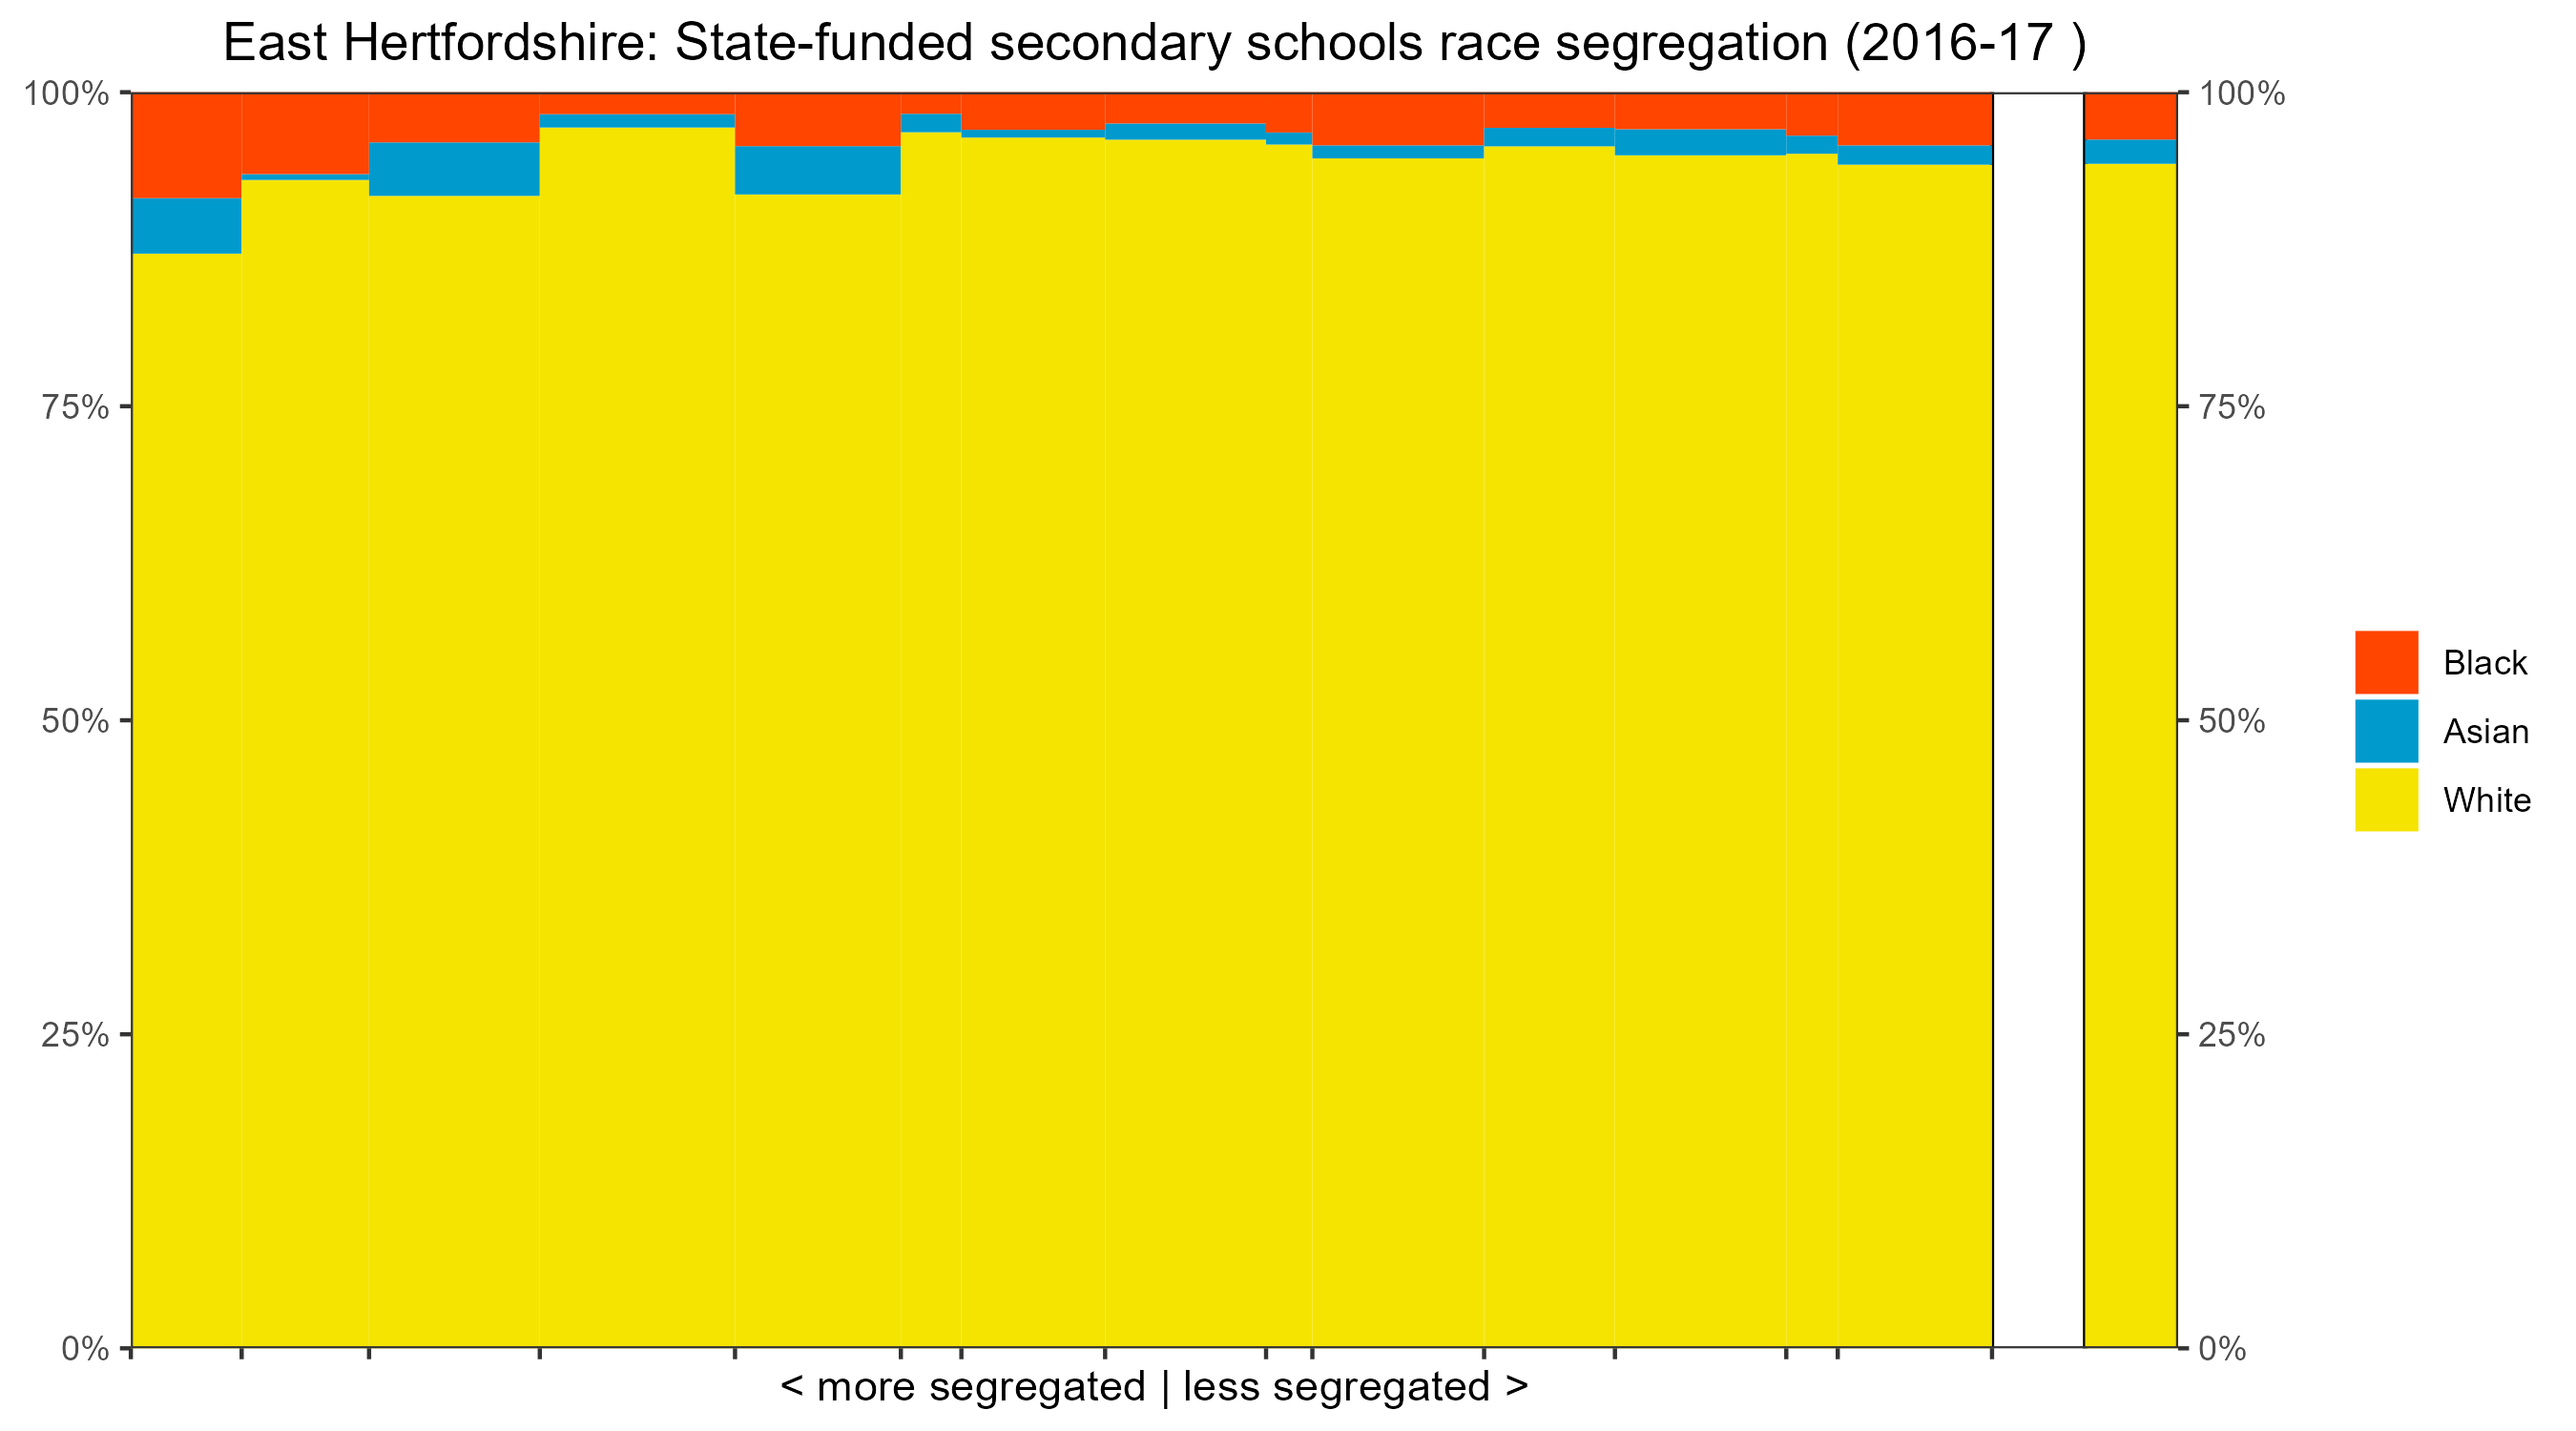 East Hertfordshire: State-funded secondary schools race segregation (2016-17 )
100%
75%
50%
25%
0%
100%
75%
50%
25%
0%
Black
Asian
White
< more segregated | less segregated >